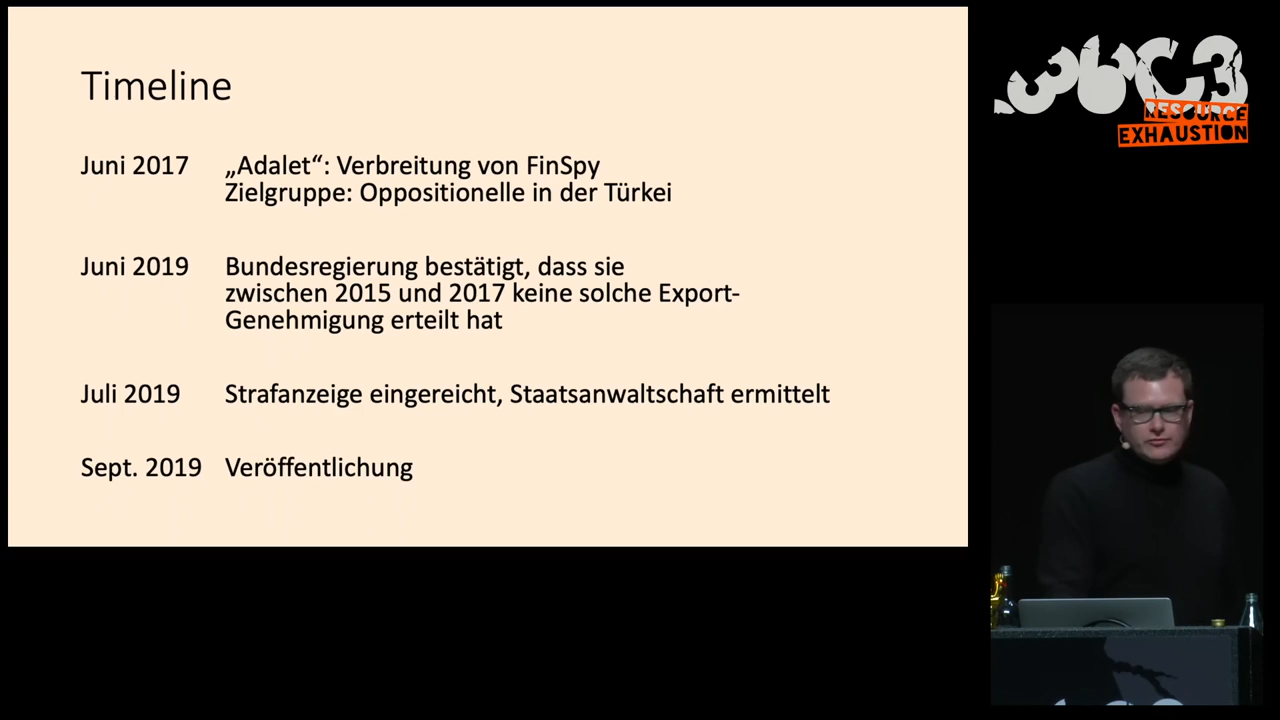 Timeline
Juni 2017 „Adalet“: Verbreitung von FinSpy
Zielgruppe: Oppositionelle in der Türkei
Juni 2019 Bundesregierung bestätigt, dass sie
zwischen 2015 und 2017 keine solche Export-
Genehmigung erteilt hat
Juli 2019 Strafanzeige eingereicht, Staatsanwaltschaft ermittelt
Sept. 2019 Veröffentlichung
36C3
RESOURCE
EXHAUSTION